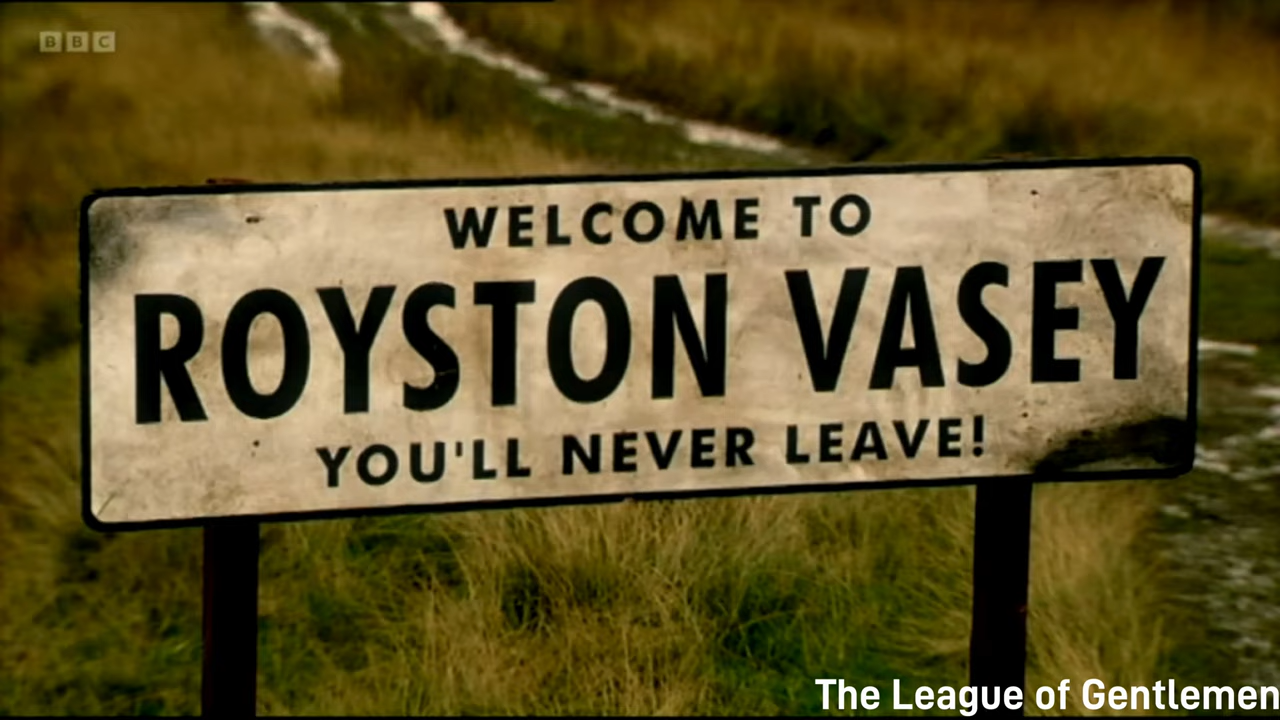 BBC
WELCOME TO
ROYSTON VASEY
YOU'LL NEVER LEAVE!
The League of Gentlemen